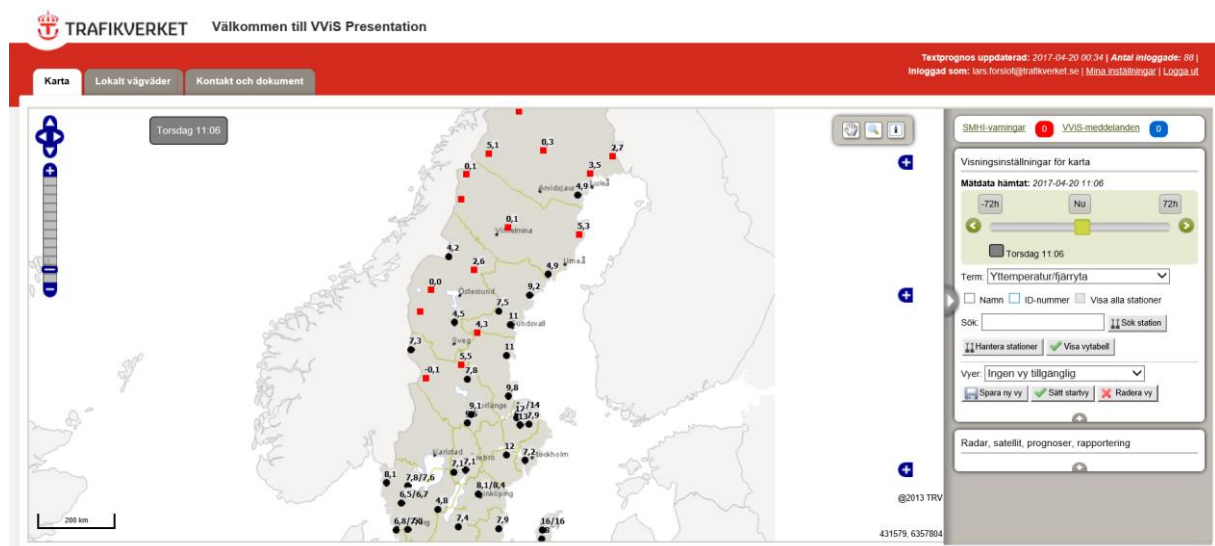 TRAFIKVERKET
Välkommen till VViS Presentation
Textprognos uppdaterad: 2017-04-20 00:34 | Antal inloggade: 88 |
Inloggad som: lars.forslof@trafikverket.se | Mina inställningar | Logga ut
Karta
Lokalt vägväder
Kontakt och dokument
Torsdag 11:06
5,1
0,3
2,7
0,1
3,5
Arvidsjaur
4,9
Luleå
0,1
Vilhelmina
5,3
4,2
2,6
4,9
Umeå
0,0
Östersund
9,2
7,5
4,5
4,3
11
Sundsvall
7,3
Sveg
11
5,5
-0,1
7,8
9,8
9,1
7,9
Karlstad
12
7,2
Stockholm
7,1
7,1
8,1
7,8/7,6
8,1/8,4
6,5/6,7
4,8
7,4
7,9
16/16
200 km
@2013 TRV
431579, 6357804
SMHI-varningar
0
VViS-meddelanden
0
Visningsinställningar för karta
Mätdata hämtat: 2017-04-20 11:06
-72h
Nu
72h
Torsdag 11:06
Term: Yttemperatur/fjärryta
Namn
ID-nummer
Visa alla stationer
Sök:
Sök station
Hantera stationer
Visa vytabell
Vyer: Ingen vy tillgänglig
Spara ny vy
Sätt startvy
Radera vy
Radar, satellit, prognoser, rapportering